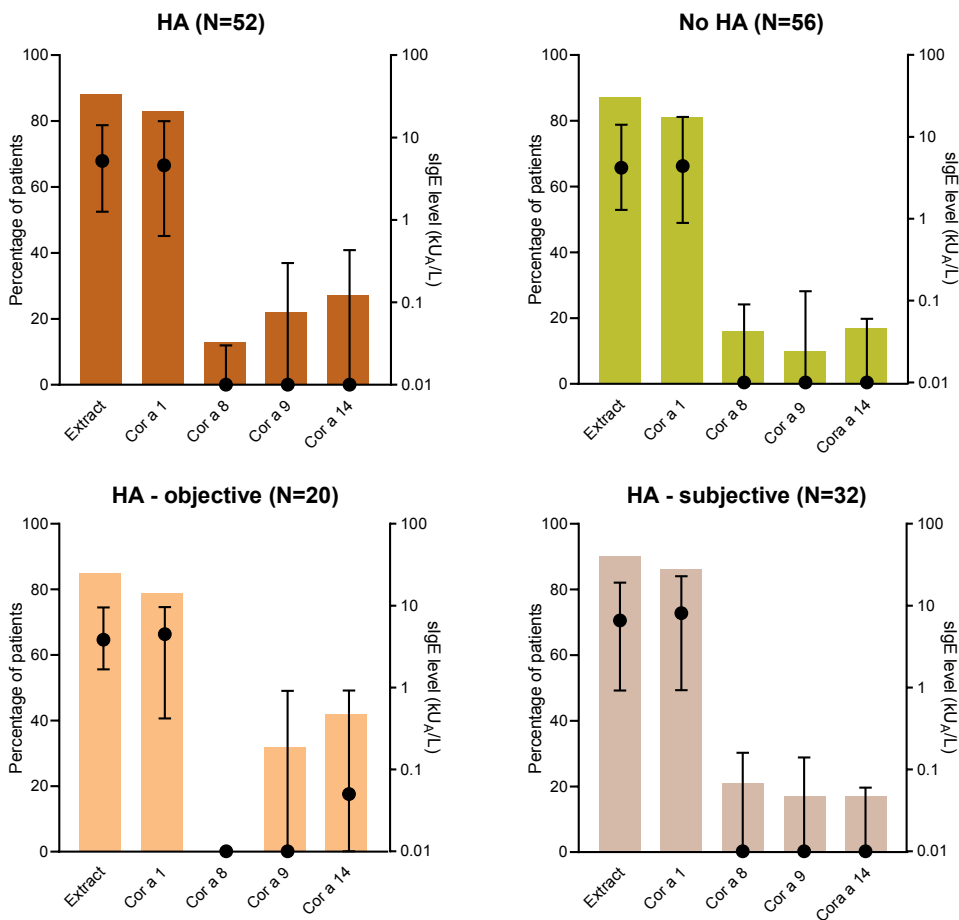 HA (N=52)
Percentage of patients
100
80
60
40
20
0
100
10
1
0.1
0.01
sIgE level (kUA/L)
Extract
Cor a 1
Cor a 8
Cor a 9
Cor a 14
No HA (N=56)
Percentage of patients
100
80
60
40
20
0
100
10
1
0.1
0.01
sIgE level (kUA/L)
Extract
Cor a 1
Cor a 8
Cor a 9
Cora a 14
HA - objective (N=20)
Percentage of patients
100
80
60
40
20
0
100
10
1
0.1
0.01
sIgE level (kUA/L)
Extract
Cor a 1
Cor a 8
Cor a 9
Cor a 14
HA - subjective (N=32)
Percentage of patients
100
80
60
40
20
0
100
10
1
0.1
0.01
sIgE level (kUA/L)
Extract
Cor a 1
Cor a 8
Cor a 9
Cora a 14